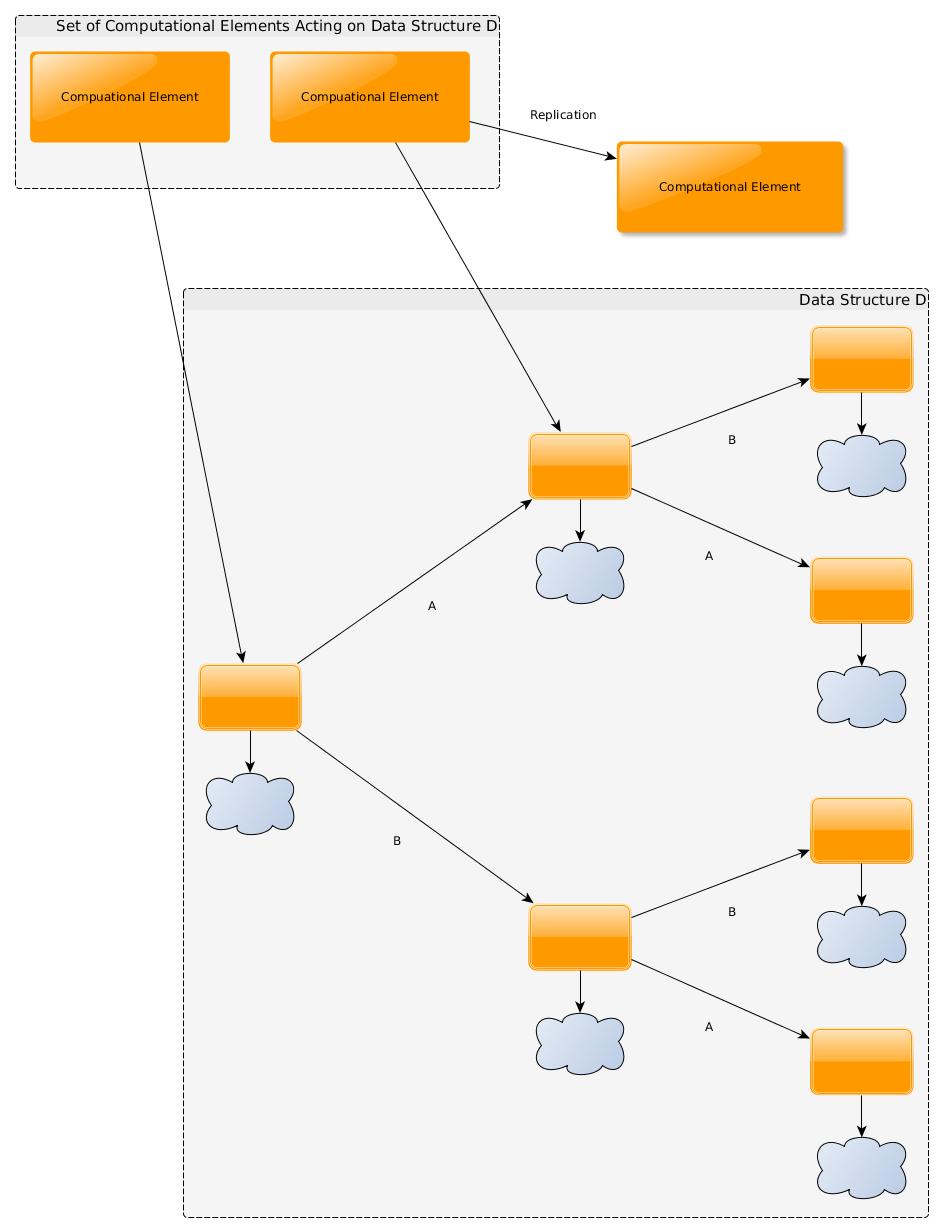 Set of Computational Elements Acting on Data Structure D
Compuational Element
Compuational Element
Replication
Computational Element
Data Structure D
B
A
A
B
B
A